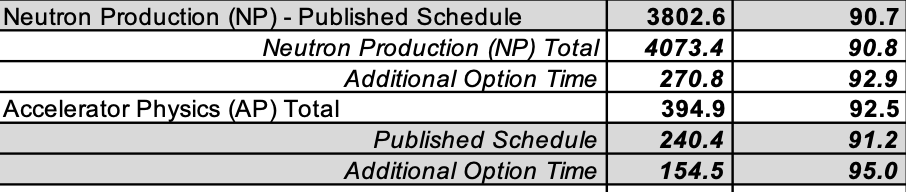 Neutron Production (NP) - Published Schedule 3802.6 90.7
Neutron Production (NP) Total 4073.4 90.8
Additional Option Time 270.8 92.9
Accelerator Physics (AP) Total 394.9 92.5
Published Schedule 240.4 91.2
Additional Option Time 154.5 95.0